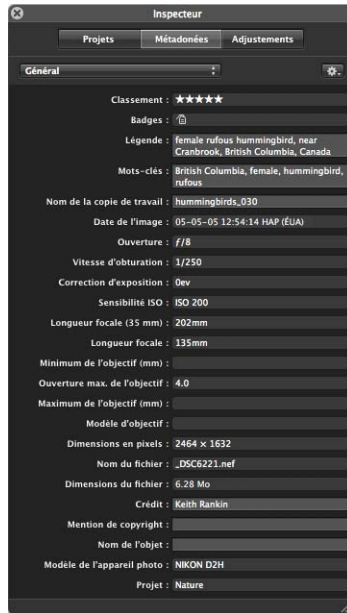 Inspecteur
Projets Métadonées Adjustements
Général
Classement : ★★★★★
Badges :
Légende : female rufous hummingbird, near
Cranbrook, British Columbia, Canada
Mots-clés : British Columbia, female, hummingbird,
rufous
Nom de la copie de travail : hummingbirds_030
Date de l'image : 05-05-05 12:54:14 HAP (ÉUA)
Ouverture : ƒ/8
Vitesse d'obturation : 1/250
Correction d'exposition : 0ev
Sensibilité ISO : ISO 200
Longueur focale (35 mm) : 202mm
Longueur focale : 135mm
Minimum de l'objectif (mm) :
Ouverture max. de l'objectif : 4.0
Maximum de l'objectif (mm) :
Modèle d'objectif :
Dimensions en pixels : 2464 × 1632
Nom du fichier : _DSC6221.nef
Dimensions du fichier : 6.28 Mo
Crédit : Keith Rankin
Mention de copyright :
Nom de l'objet :
Modèle de l'appareil photo : NIKON D2H
Projet : Nature